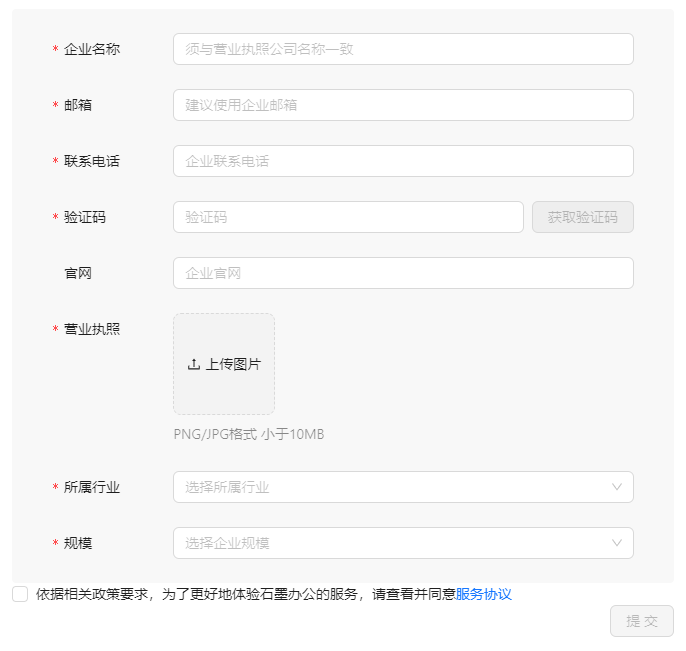 * 企业名称 须与营业执照公司名称一致
* 邮箱 建议使用企业邮箱
* 联系电话 企业联系电话
* 验证码 验证码 获取验证码
官网 企业官网
* 营业执照
上传图片
PNG/JPG格式 小于10MB
* 所属行业 选择所属行业
* 规模 选择企业规模
依据相关政策要求，为了更好地体验石墨办公的服务，请查看并同意服务协议
提 交